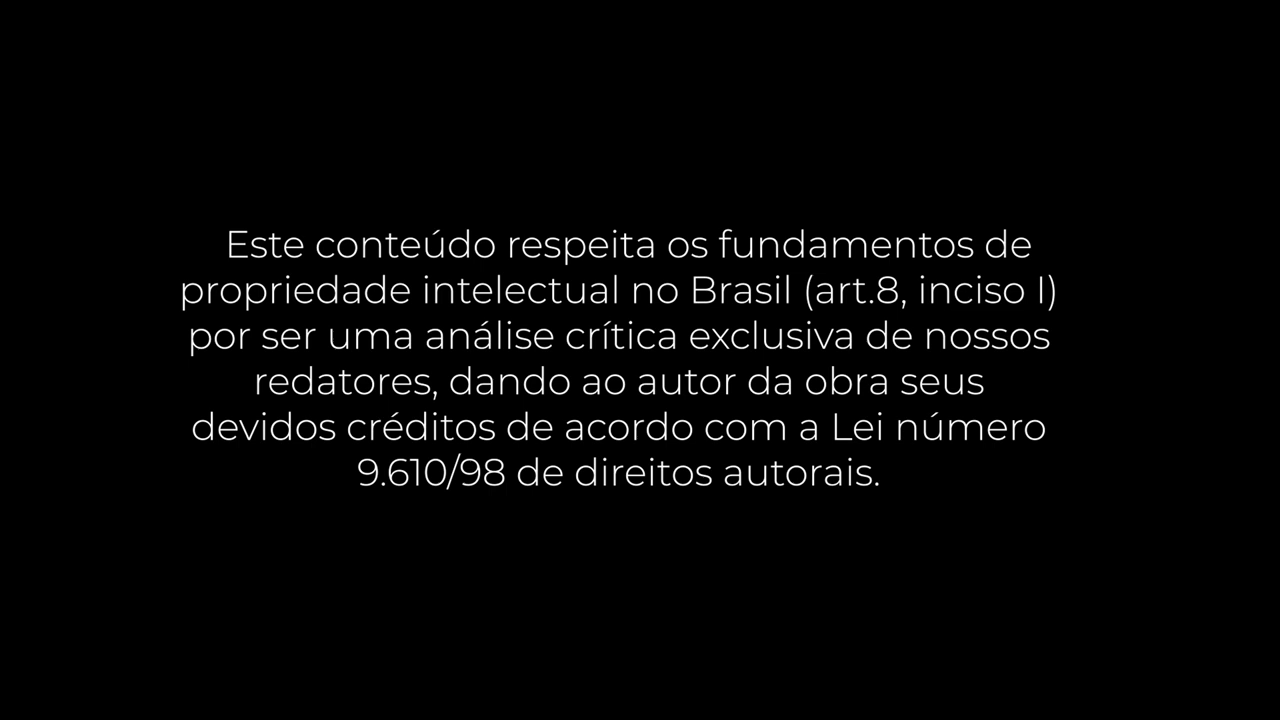 Este conteúdo respeita os fundamentos de
propriedade intelectual no Brasil (art.8, inciso I)
por ser uma análise crítica exclusiva de nossos
redatores, dando ao autor da obra seus
devidos créditos de acordo com a Lei número
9.610/98 de direitos autorais.